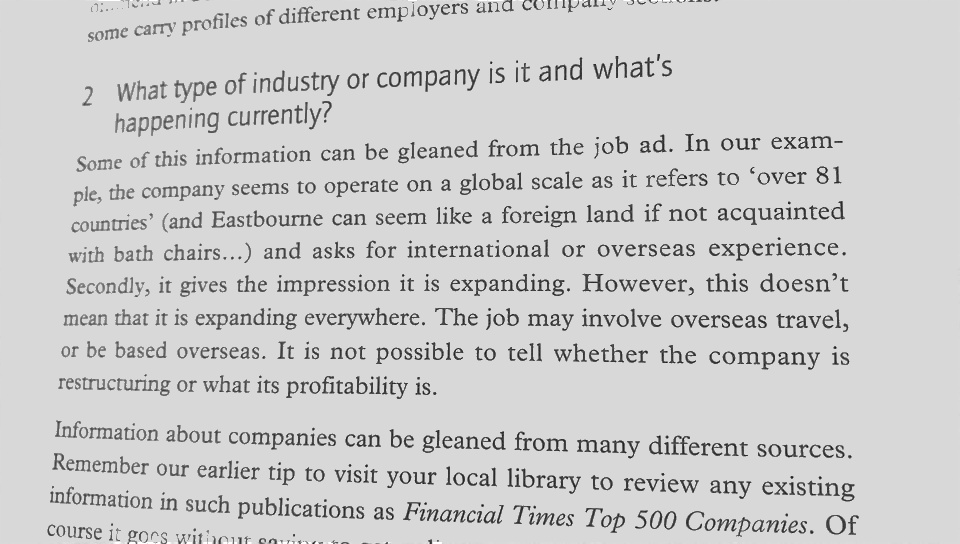 some carry profiles of different employers and company
2 What type of industry or company is it and what's
happening currently?
Some of this information can be gleaned from the job ad. In our exam-
ple, the company seems to operate on a global scale as it refers to ‘over 81
countries’ (and Eastbourne can seem like a foreign land if not acquainted
with bath chairs...) and asks for international or overseas experience.
Secondly, it gives the impression it is expanding. However, this doesn’t
mean that it is expanding everywhere. The job may involve overseas travel,
or be based overseas. It is not possible to tell whether the company is
restructuring or what its profitability is.
Information about companies can be gleaned from many different sources.
Remember our earlier tip to visit your local library to review any existing
information in such publications as Financial Times Top 500 Companies. Of
course it goes without